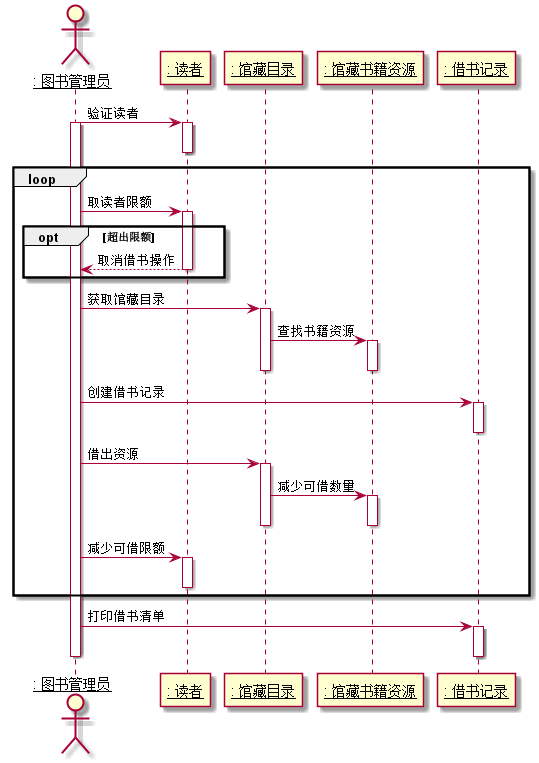 : 图书管理员
: 读者
: 馆藏目录
: 馆藏书籍资源
: 借书记录
验证读者
loop
取读者限额
opt [超出限额]
取消借书操作
获取馆藏目录
查找书籍资源
创建借书记录
借出资源
减少可借数量
减少可借限额
打印借书清单
: 图书管理员
: 读者
: 馆藏目录
: 馆藏书籍资源
: 借书记录